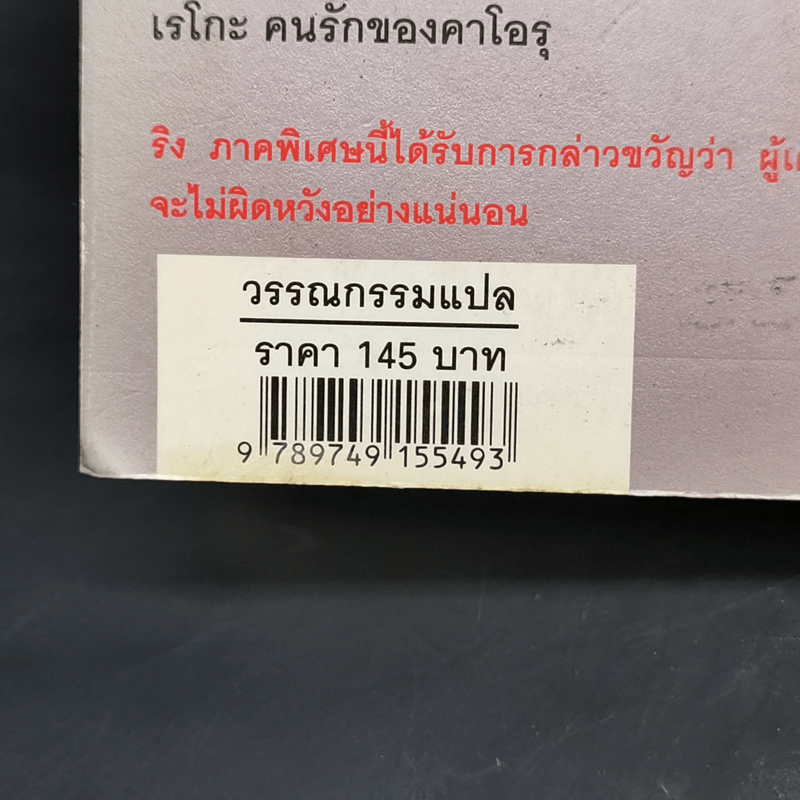 เรโกะ คนรักของคาโอรุ
ริง ภาคพิเศษนี้ได้รับการกล่าวขวัญว่า
จะไม่ผิดหวังอย่างแน่นอน
วรรณกรรมแปล
ราคา 145 บาท
9 789749 155493